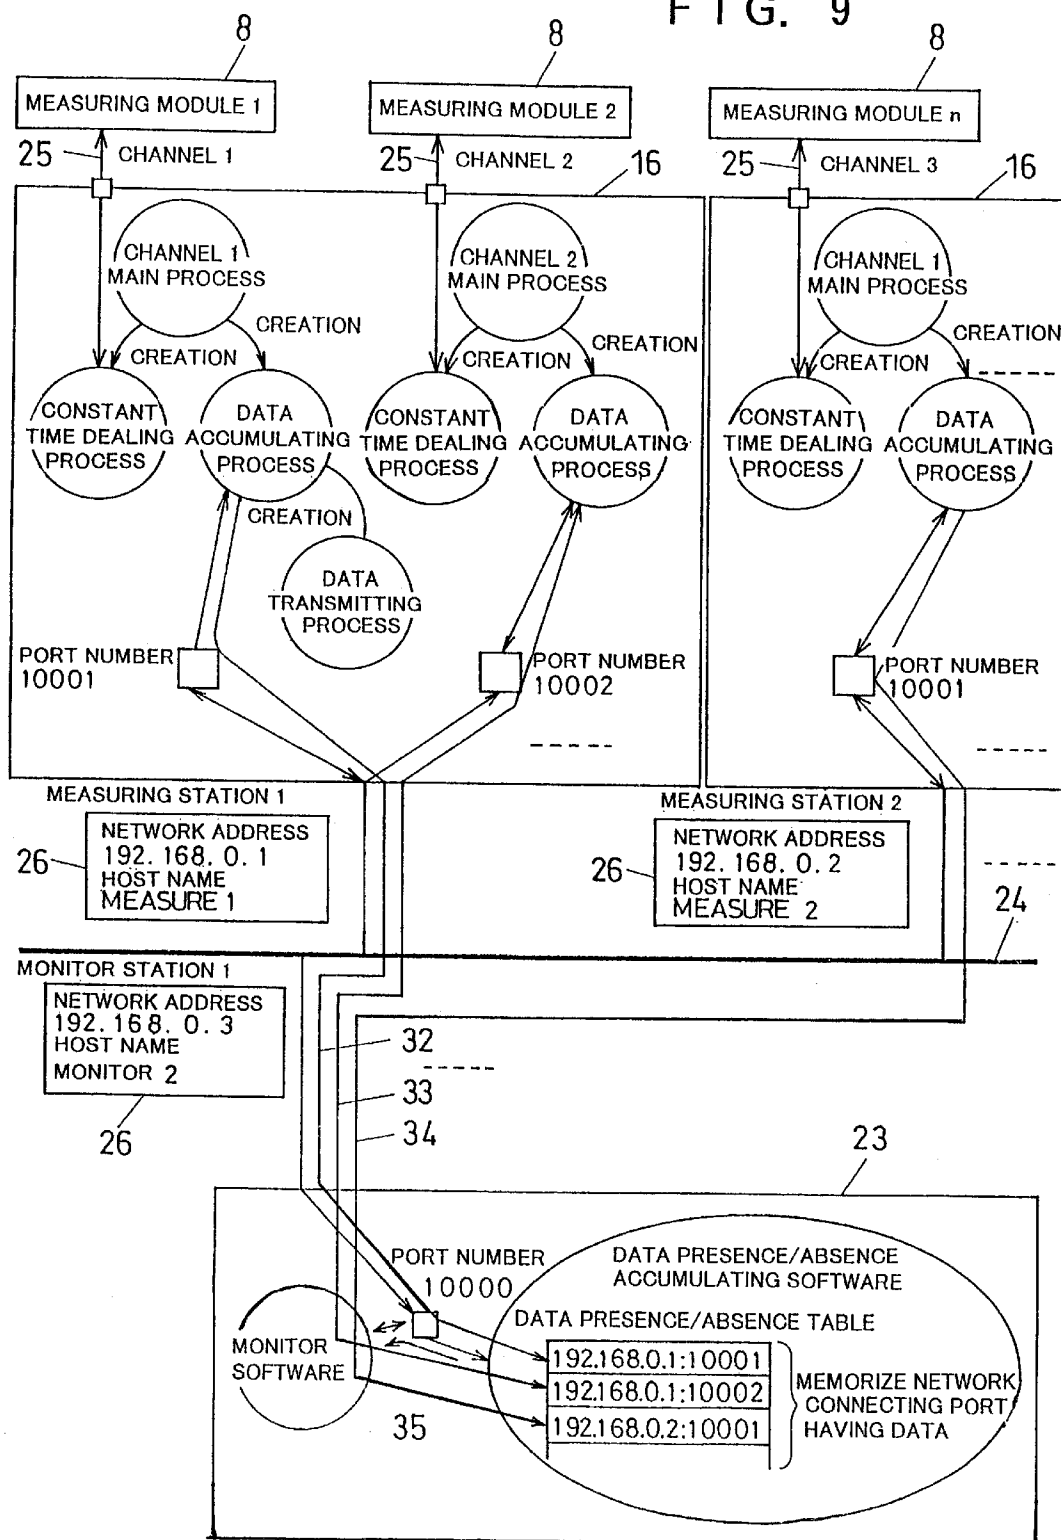 FIG. 9
8
8
8
MEASURING MODULE 1
MEASURING MODULE 2
MEASURING MODULE n
25
CHANNEL 1
25
CHANNEL 2
16
25
CHANNEL 3
16
CHANNEL 1
MAIN PROCESS
CHANNEL 2
MAIN PROCESS
CHANNEL 1
MAIN PROCESS
CREATION
CREATION
CREATION
CREATION
CREATION
CREATION
CONSTANT
TIME DEALING
PROCESS
DATA
ACCUMULATING
PROCESS
CONSTANT
TIME DEALING
PROCESS
DATA
ACCUMULATING
PROCESS
CONSTANT
TIME DEALING
PROCESS
DATA
ACCUMULATING
PROCESS
CREATION
DATA
TRANSMITTING
PROCESS
PORT NUMBER
10001
PORT NUMBER
10002
PORT NUMBER
10001
MEASURING STATION 1
26
NETWORK ADDRESS
192. 168. 0. 1
HOST NAME
MEASURE 1
MEASURING STATION 2
26
NETWORK ADDRESS
192. 168. 0. 2
HOST NAME
MEASURE 2
24
MONITOR STATION 1
NETWORK ADDRESS
192. 168. 0. 3
HOST NAME
MONITOR 2
26
32
33
34
23
PORT NUMBER
10000
DATA PRESENCE/ABSENCE
ACCUMULATING SOFTWARE
MONITOR
SOFTWARE
35
DATA PRESENCE/ABSENCE TABLE
192.168.0.1:10001
192.168.0.1:10002
192.168.0.2:10001
MEMORIZE NETWORK
CONNECTING PORT
HAVING DATA